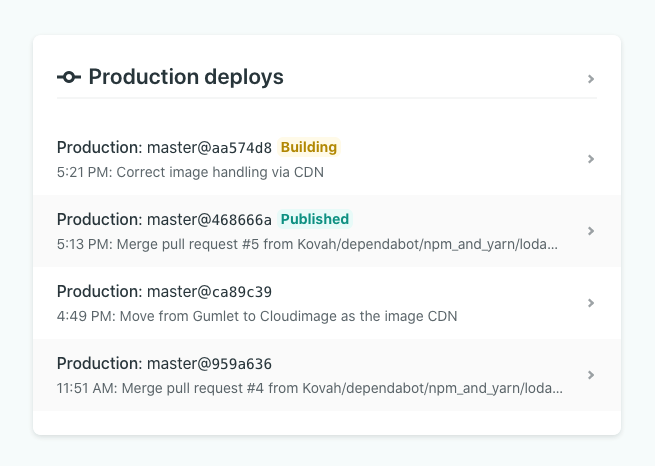 Production deploys
Production: master@aa574d8 Building
5:21 PM: Correct image handling via CDN
Production: master@468666a Published
5:13 PM: Merge pull request #5 from Kovah/dependabot/npm_and_yarn/loda...
Production: master@ca89c39
4:49 PM: Move from Gumlet to Cloudimage as the image CDN
Production: master@959a636
11:51 AM: Merge pull request #4 from Kovah/dependabot/npm_and_yarn/loda...